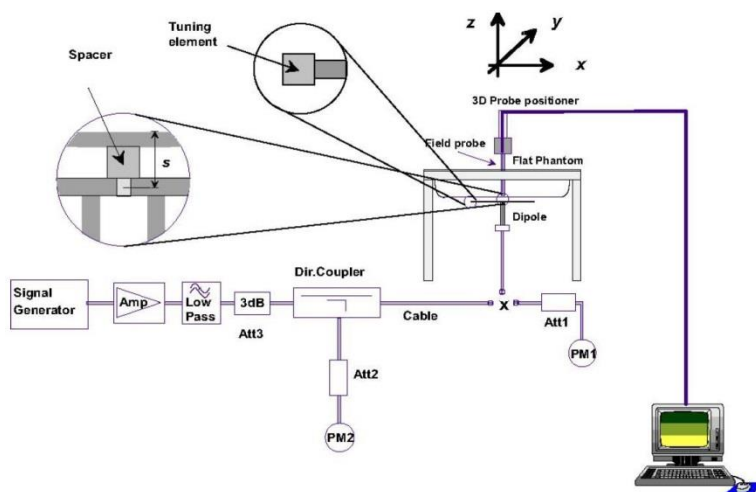 Tuning
element
Spacer
s
z
y
x
3D Probe positioner
Field probe
Flat Phantom
Dipole
Dir.Coupler
Signal
Generator
Amp
Low
Pass
3dB
Att3
Cable
x
Att1
PM1
Att2
PM2